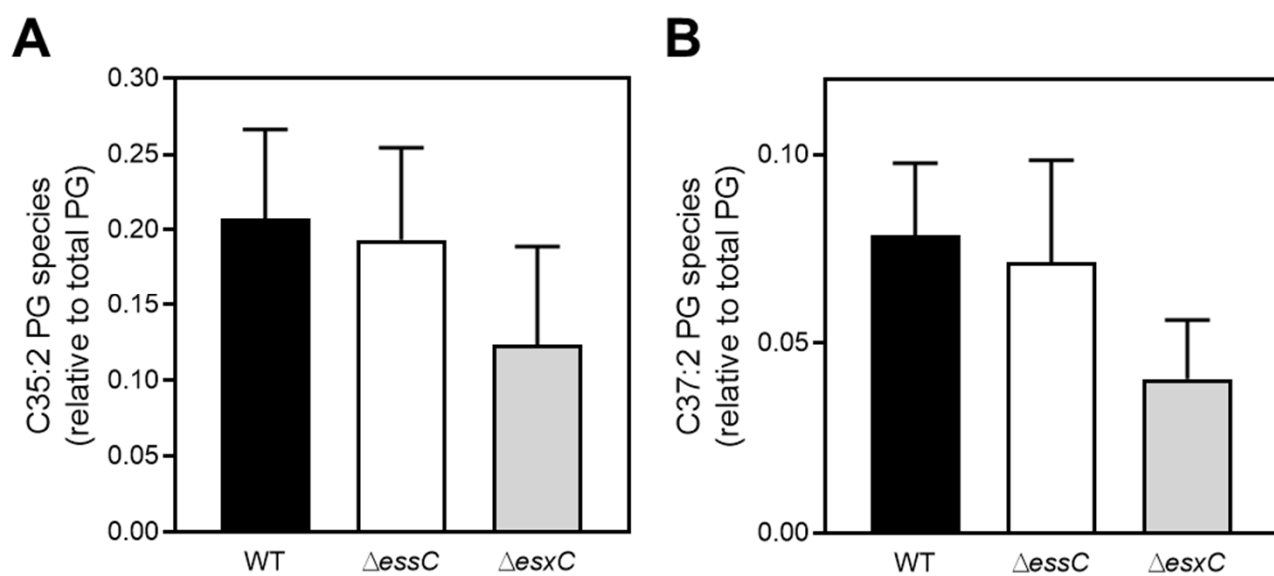 A
C35:2 PG species
(relative to total PG)
0.30
0.25
0.20
0.15
0.10
0.05
0.00
WT
ΔessC
ΔesxC
B
C37:2 PG species
(relative to total PG)
0.10
0.05
0.00
WT
ΔessC
ΔesxC